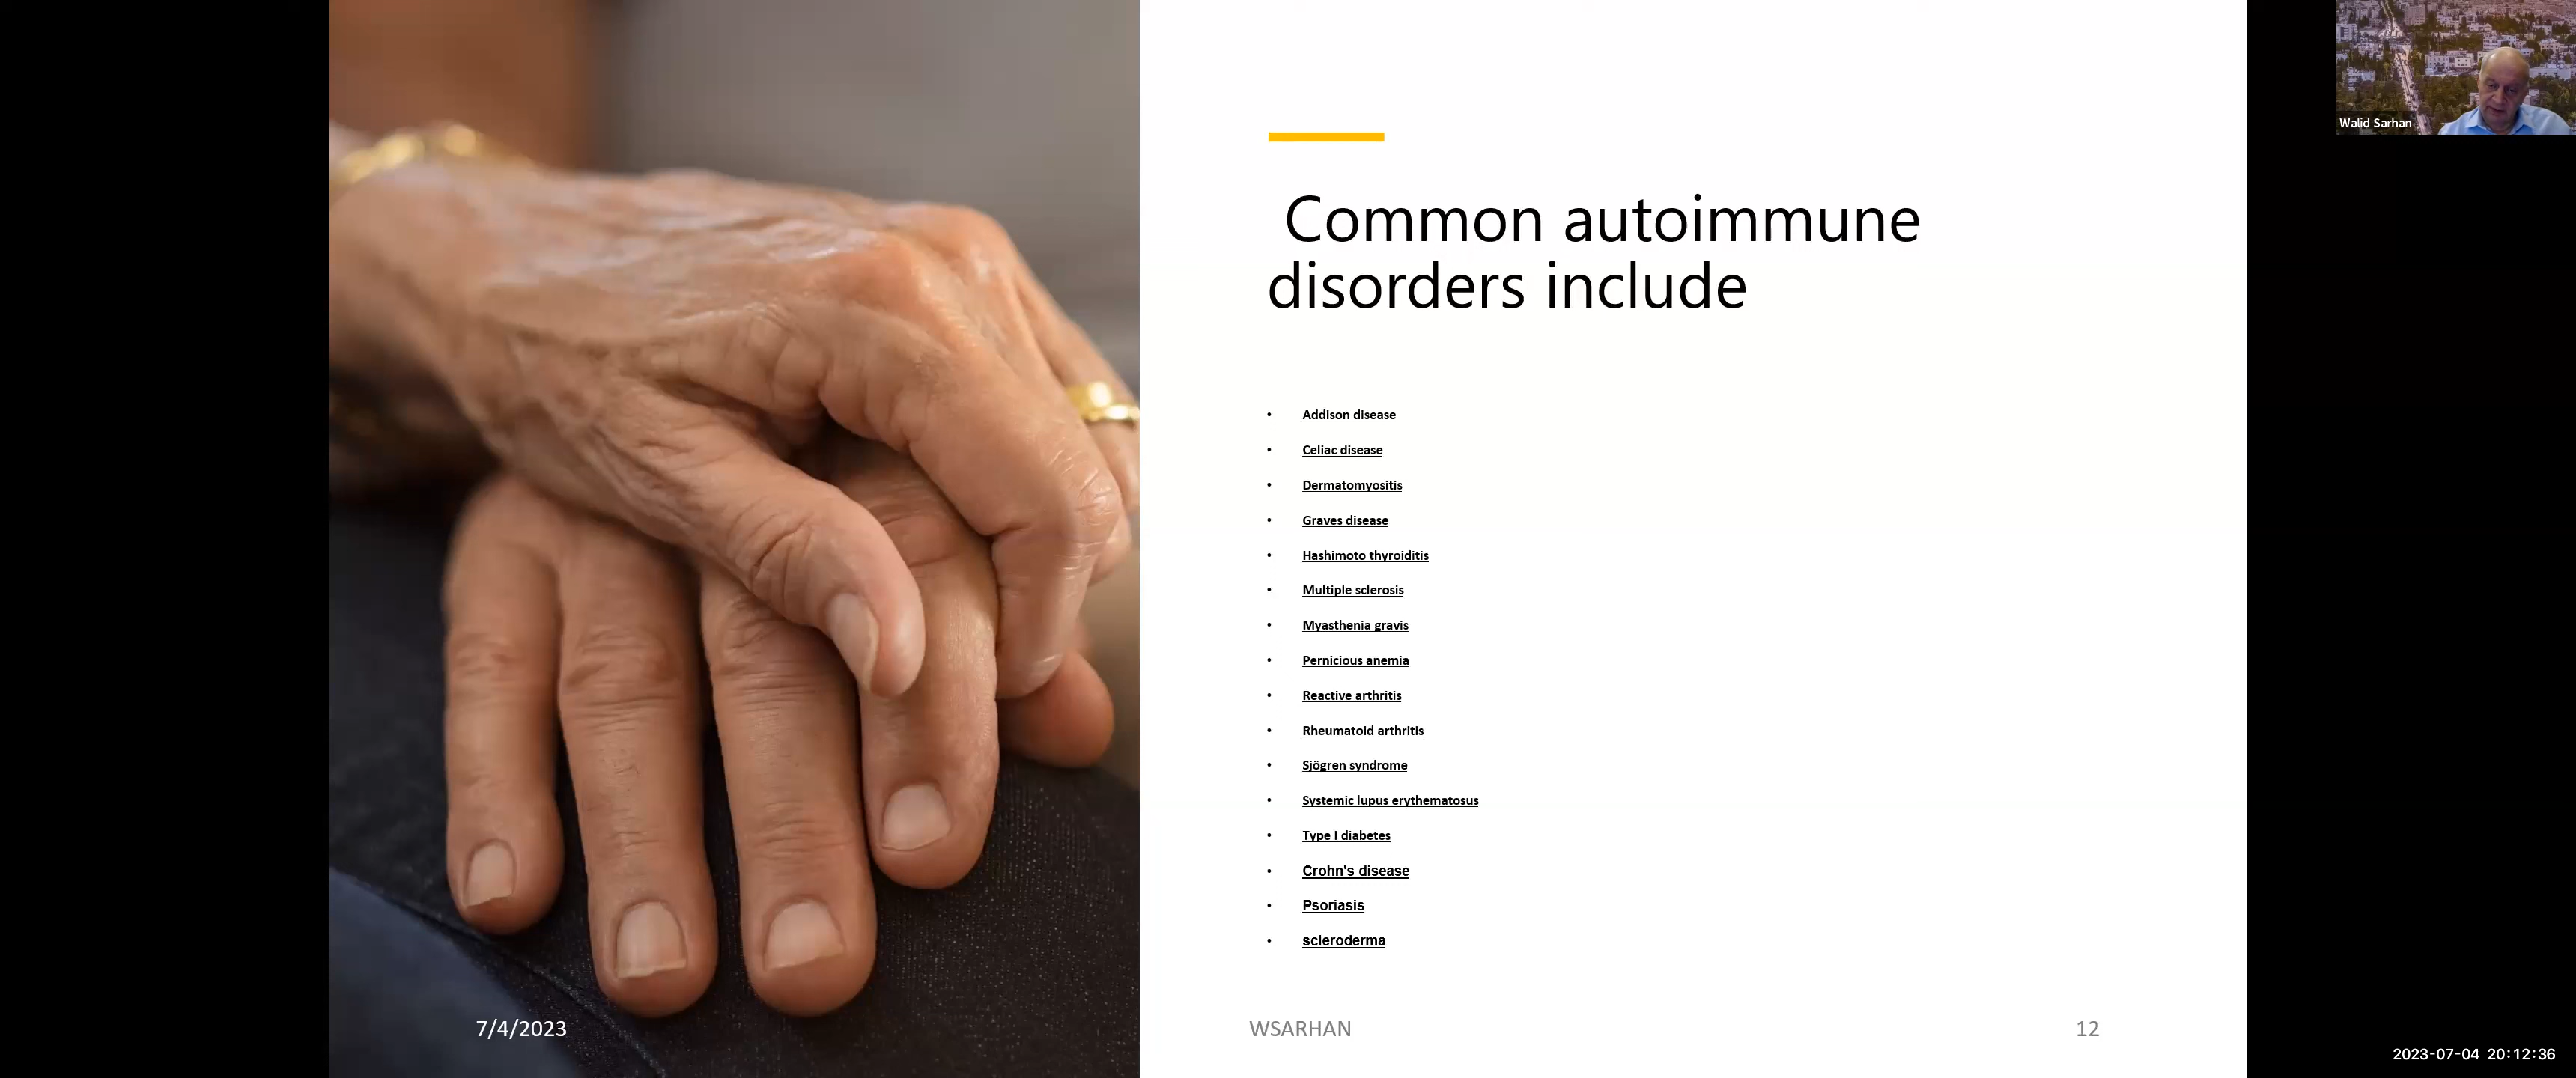 Walid Sarhan
Common autoimmune
disorders include
• Addison disease
• Celiac disease
• Dermatomyositis
• Graves disease
• Hashimoto thyroiditis
• Multiple sclerosis
• Myasthenia gravis
• Pernicious anemia
• Reactive arthritis
• Rheumatoid arthritis
• Sjögren syndrome
• Systemic lupus erythematosus
• Type I diabetes
• Crohn's disease
• Psoriasis
• scleroderma
7/4/2023
WSARHAN
12
2023-07-04 20:12:36